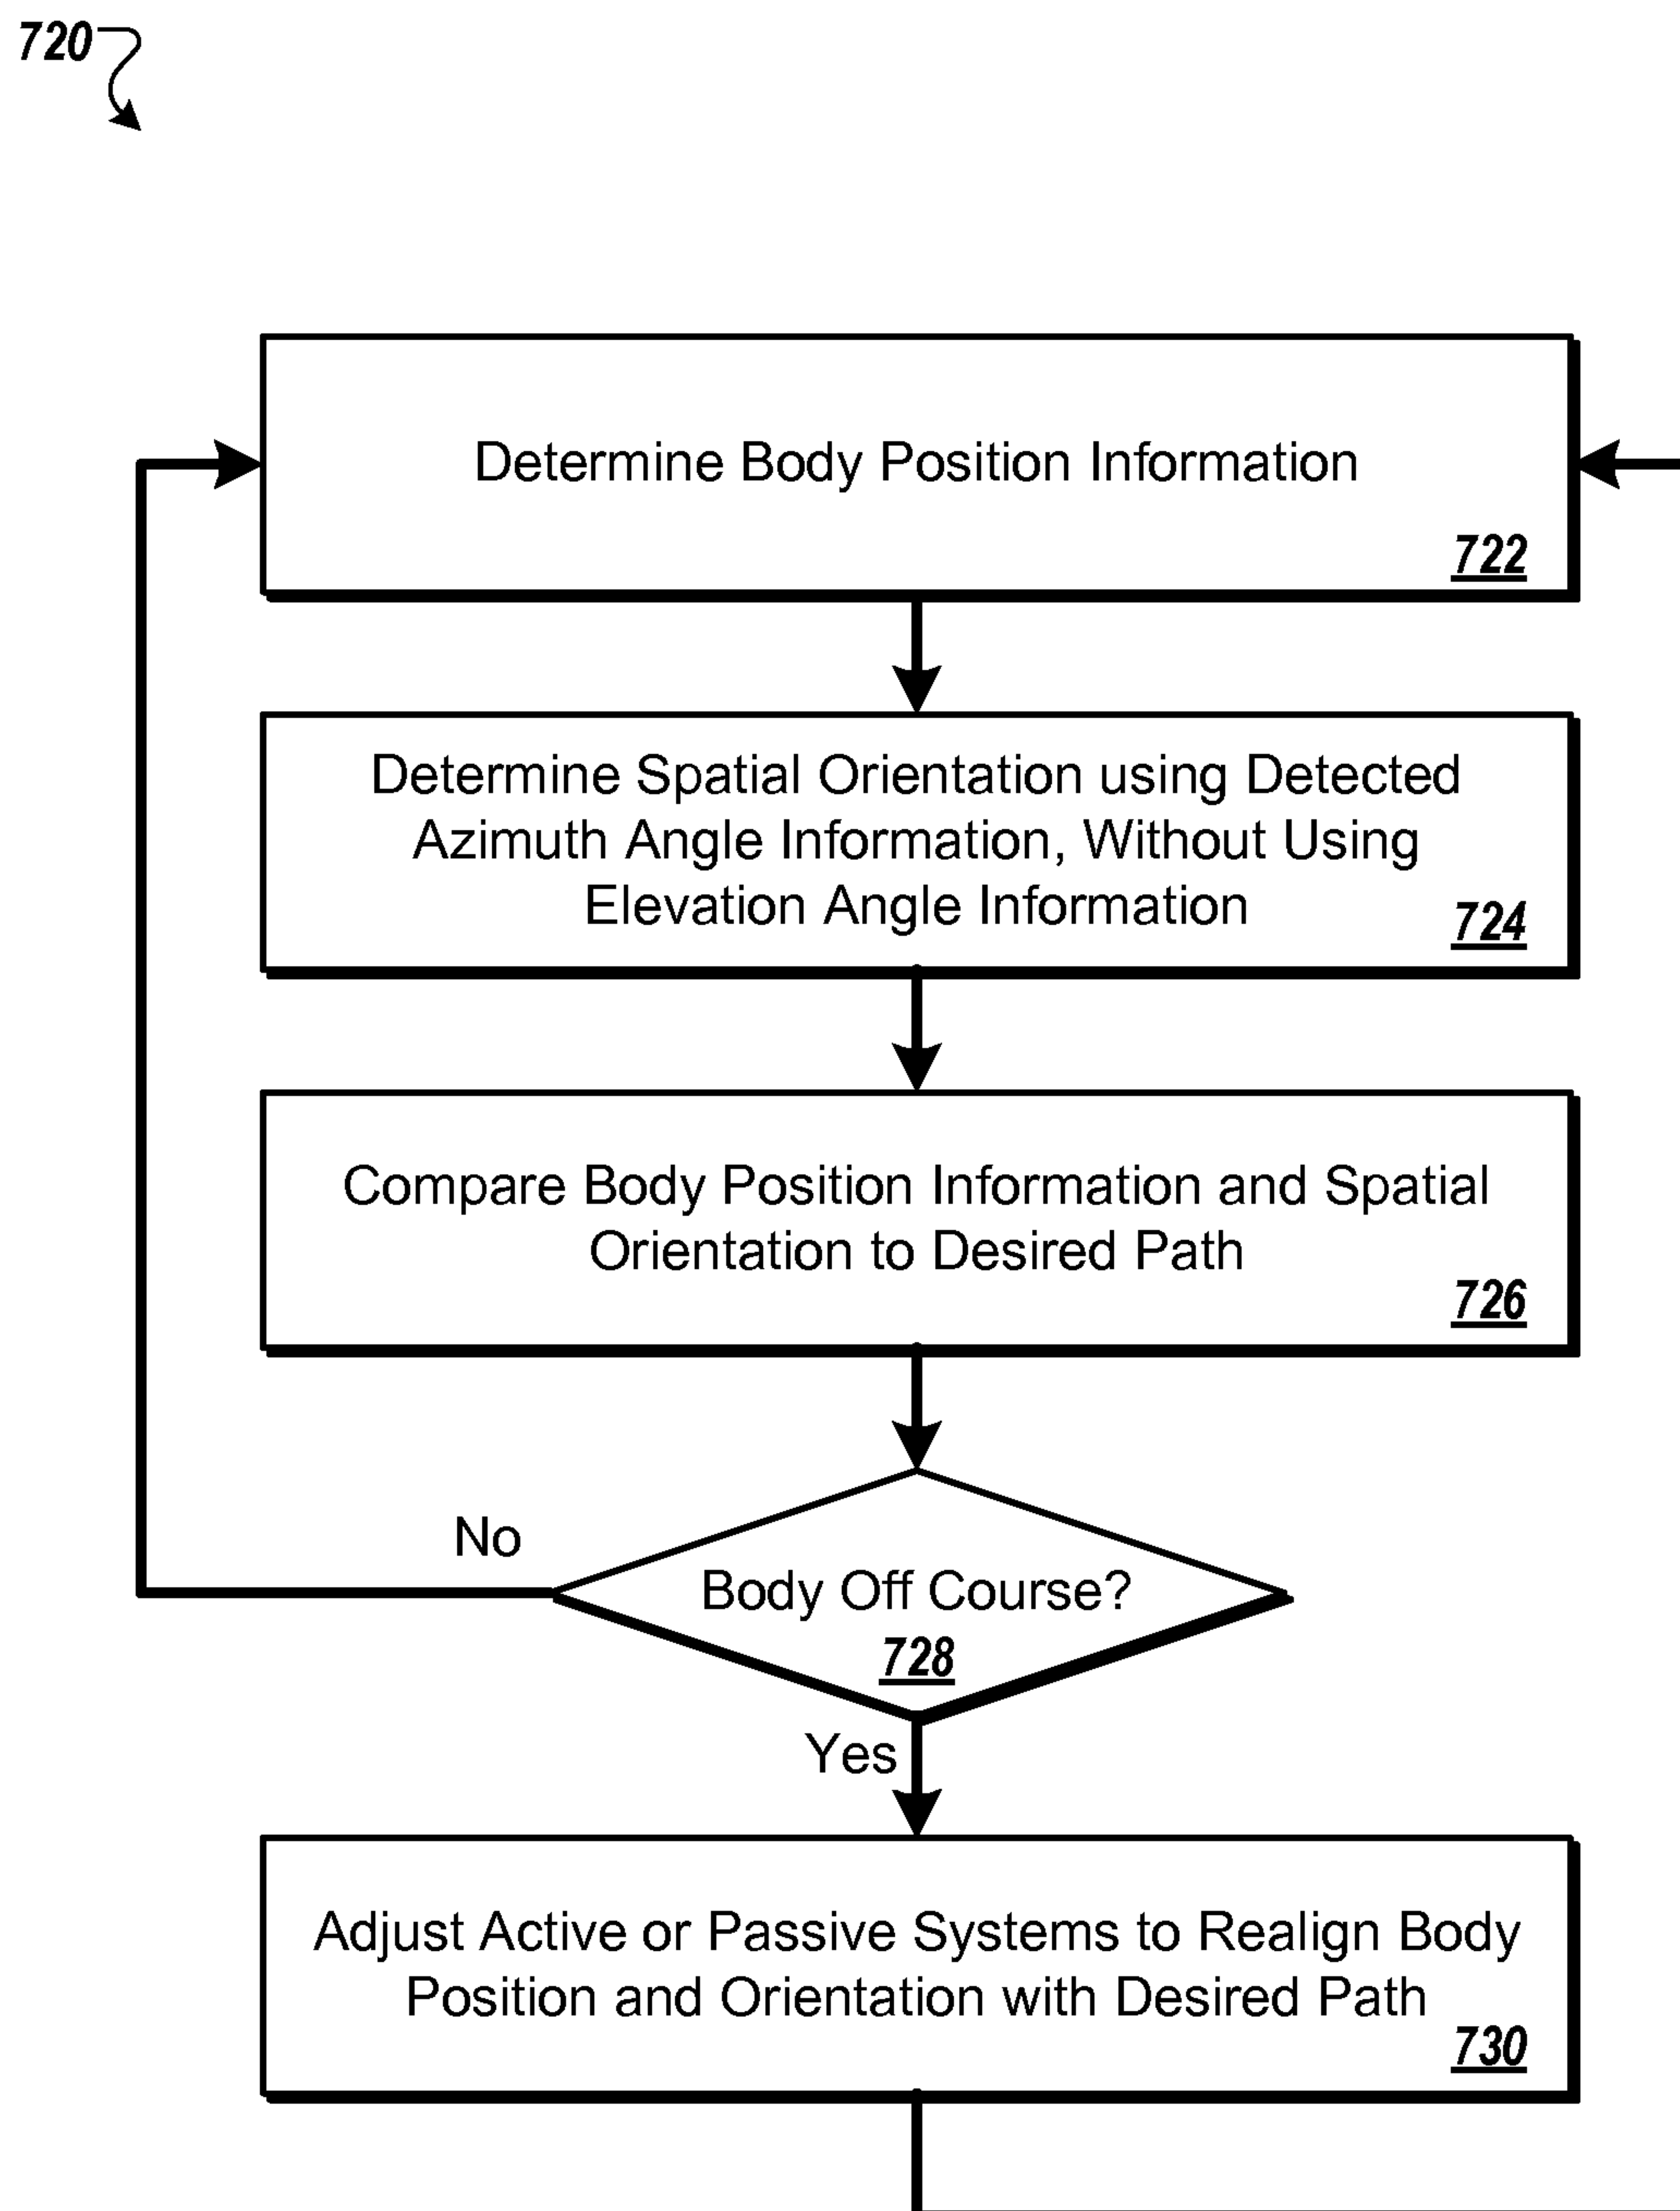 720
Determine Body Position Information
722
Determine Spatial Orientation using Detected
Azimuth Angle Information, Without Using
Elevation Angle Information
724
Compare Body Position Information and Spatial
Orientation to Desired Path
726
No
Body Off Course?
728
Yes
Adjust Active or Passive Systems to Realign Body
Position and Orientation with Desired Path
730